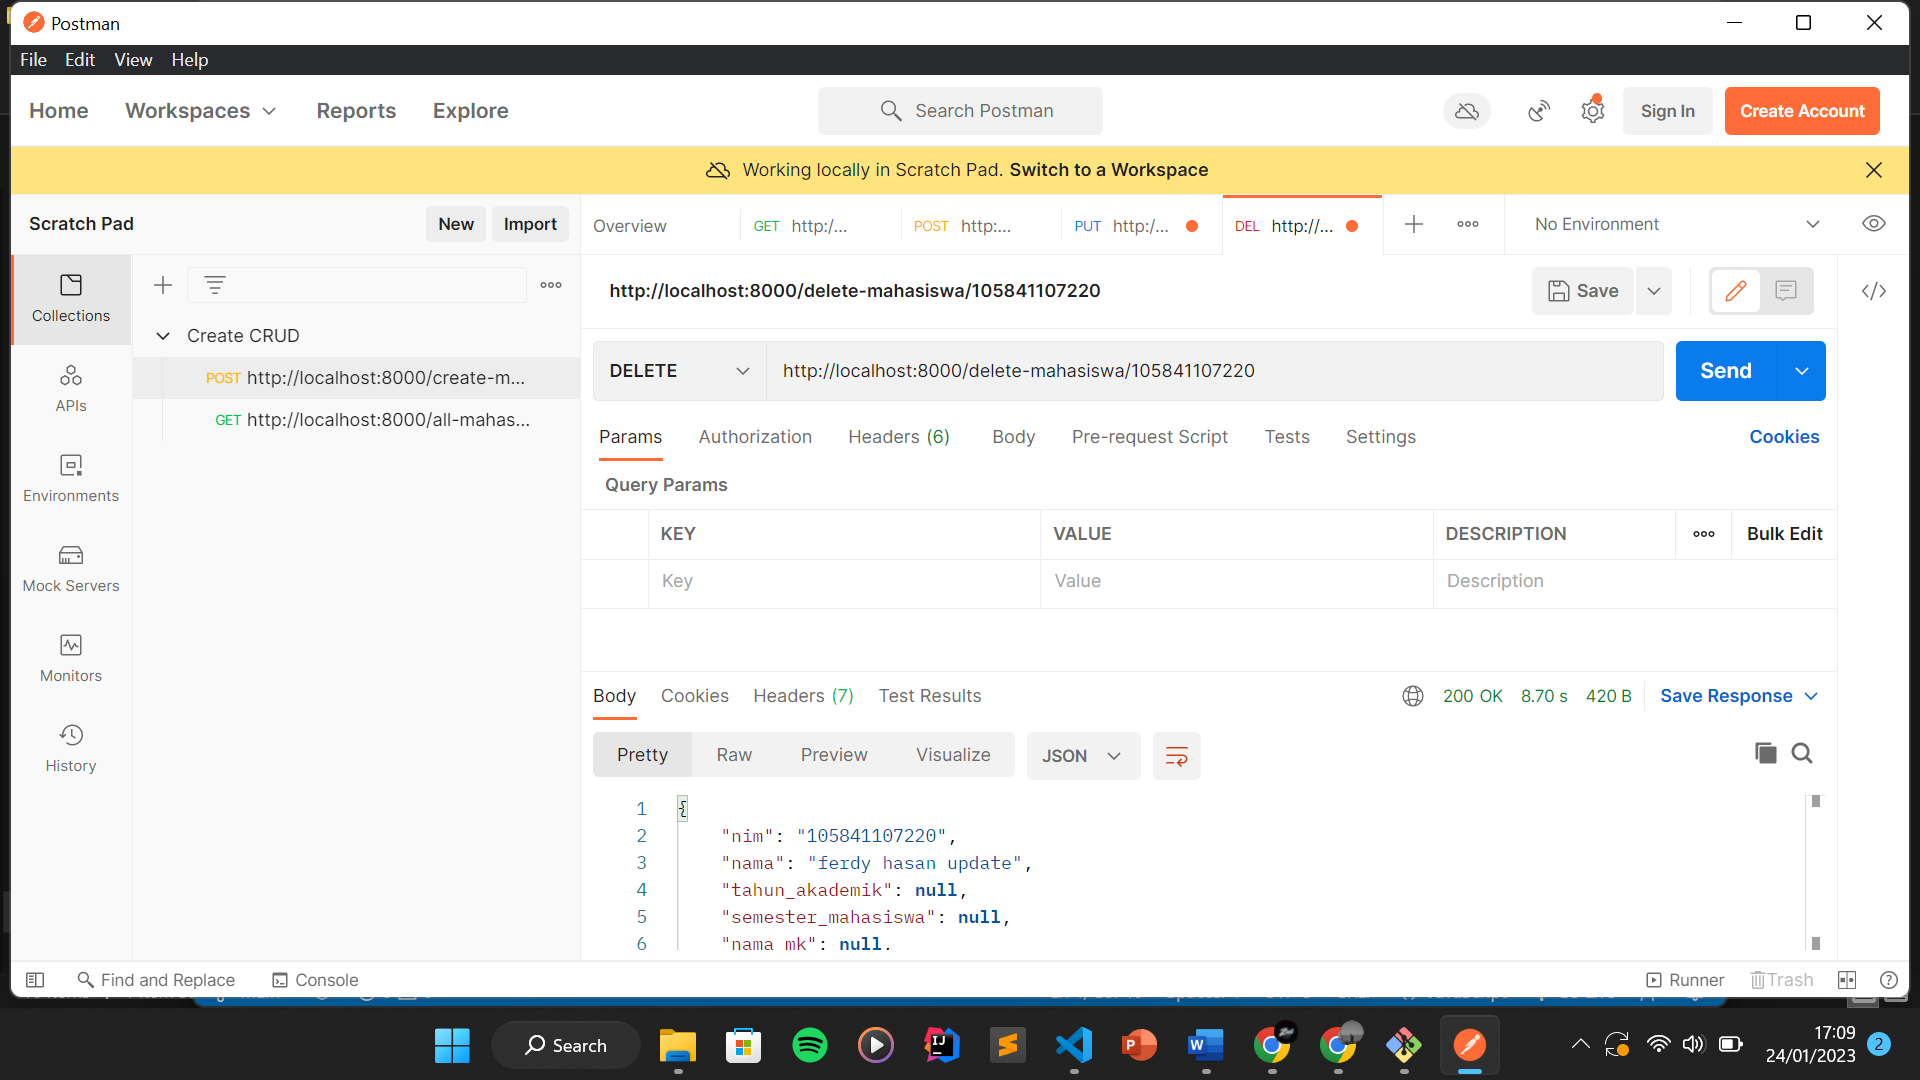 Postman
File Edit View Help
Home Workspaces Reports Explore
Search Postman
Sign In
Create Account
Working locally in Scratch Pad. Switch to a Workspace
Scratch Pad
New
Import
Overview
GET http:/...
POST http:...
PUT http:/...
DEL http://...
No Environment
Collections
APIs
Environments
Mock Servers
Monitors
History
Create CRUD
POST http://localhost:8000/create-m...
GET http://localhost:8000/all-mahas...
http://localhost:8000/delete-mahasiswa/105841107220
Save
DELETE
http://localhost:8000/delete-mahasiswa/105841107220
Send
Params Authorization Headers (6) Body Pre-request Script Tests Settings
Cookies
Query Params
KEY VALUE DESCRIPTION Bulk Edit
Key Value Description
Body Cookies Headers (7) Test Results
200 OK 8.70 s 420 B Save Response
Pretty Raw Preview Visualize JSON
1 {
2 "nim": "105841107220",
3 "nama": "ferdy hasan update",
4 "tahun_akademik": null,
5 "semester_mahasiswa": null,
6 "nama_mk": null,
Find and Replace Console
Runner Trash
Search
17:09
24/01/2023
2